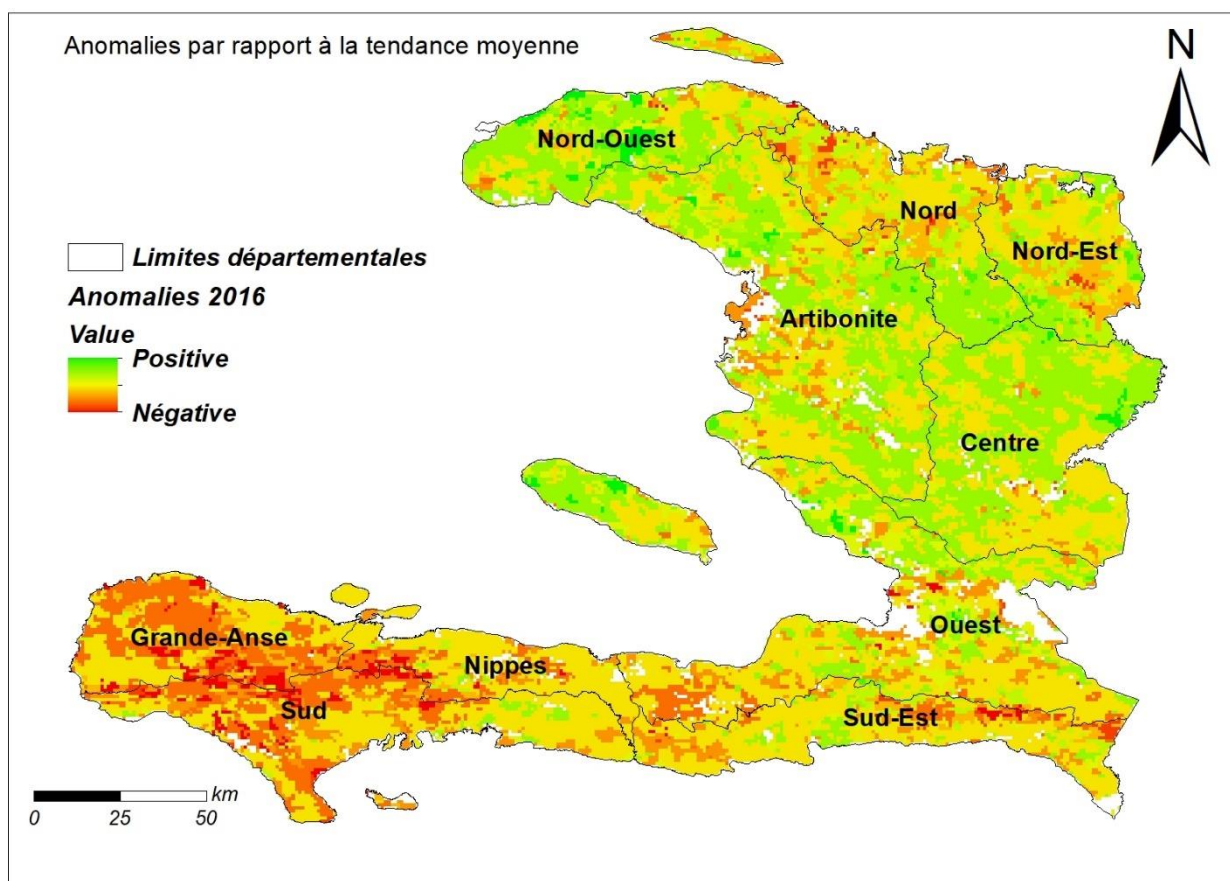 Anomalies par rapport à la tendance moyenne
N
Nord-Ouest
Nord
Nord-Est
Limites départementales
Anomalies 2016
Value
Positive
Négative
Artibonite
Centre
Ouest
Grande-Anse
Nippes
Sud
Sud-Est
km
0 25 50